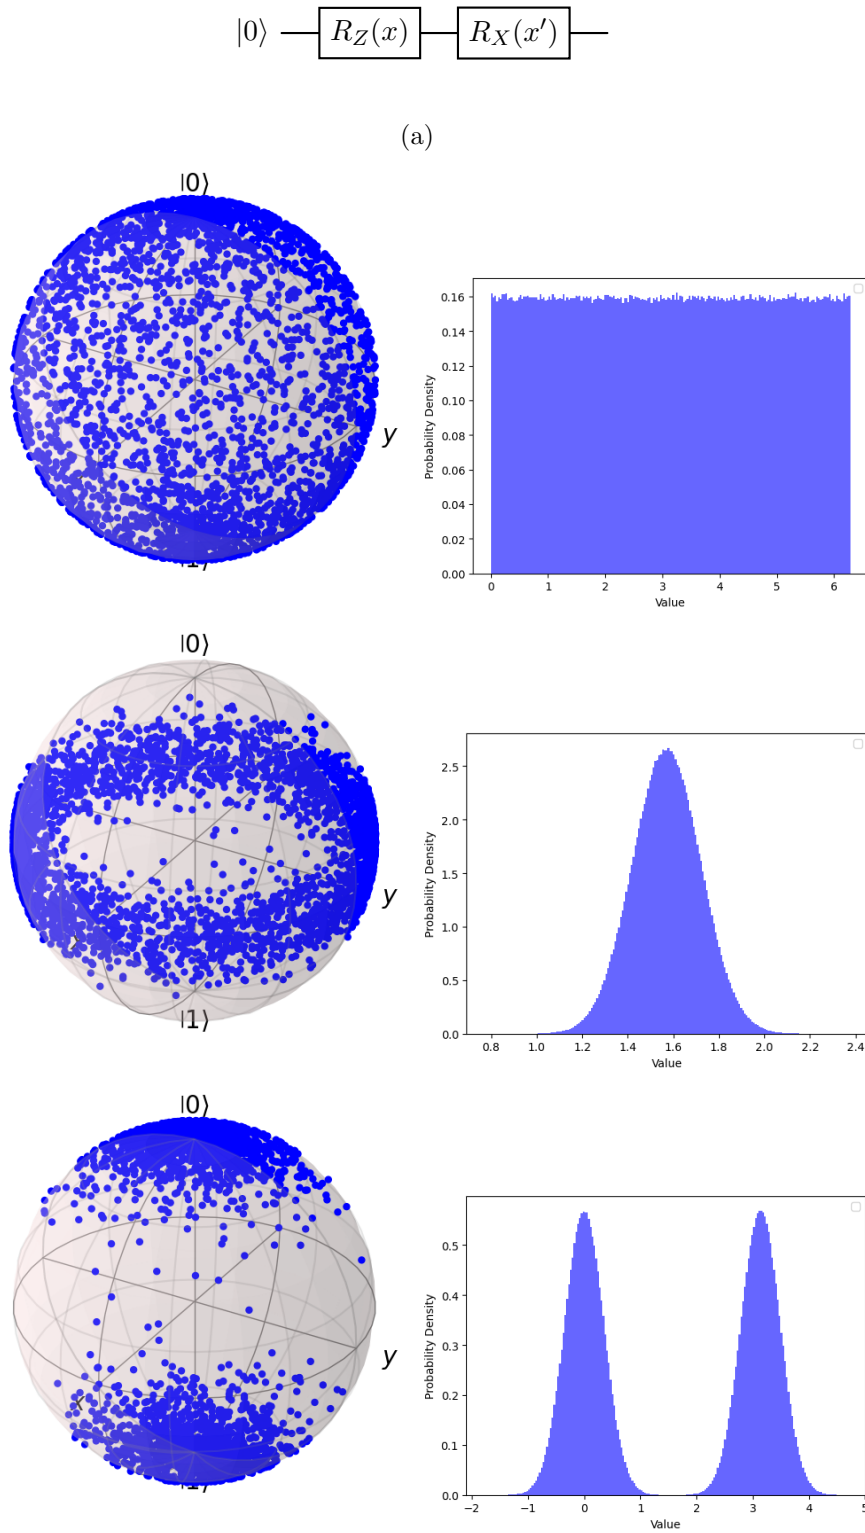 |0⟩ R_Z(x) R_X(x′)
(a)
|0⟩
y
|1⟩
0.16
0.14
0.12
0.10
0.08
0.06
0.04
0.02
0.00
Probability Density
0 1 2 3 4 5 6
Value
|0⟩
y
x
|1⟩
2.5
2.0
1.5
1.0
0.5
0.0
Probability Density
0.8 1.0 1.2 1.4 1.6 1.8 2.0 2.2 2.4
Value
|0⟩
y
x
|1⟩
0.5
0.4
0.3
0.2
0.1
0.0
Probability Density
−2 −1 0 1 2 3 4 5
Value